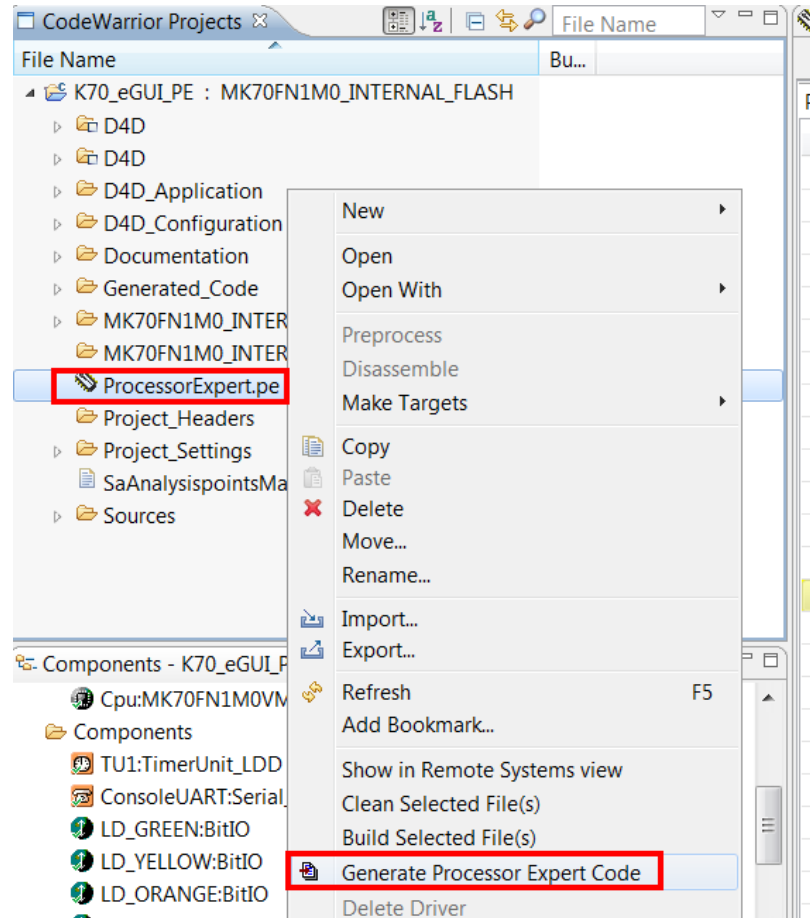 CodeWarrior Projects
File Name
File Name
Bu...
K70_eGUI_PE : MK70FN1M0_INTERNAL_FLASH
D4D
D4D
D4D_Application
D4D_Configuration
Documentation
Generated_Code
MK70FN1M0_INTER
MK70FN1M0_INTER
ProcessorExpert.pe
Project_Headers
Project_Settings
SaAnalysispointsMa
Sources
New
Open
Open With
Preprocess
Disassemble
Make Targets
Copy
Paste
Delete
Move...
Rename...
Import...
Export...
Refresh F5
Add Bookmark...
Show in Remote Systems view
Clean Selected File(s)
Build Selected File(s)
Generate Processor Expert Code
Delete Driver
Components - K70_eGUI_P
Cpu:MK70FN1M0VM
Components
TU1:TimerUnit_LDD
ConsoleUART:Serial_
LD_GREEN:BitIO
LD_YELLOW:BitIO
LD_ORANGE:BitIO